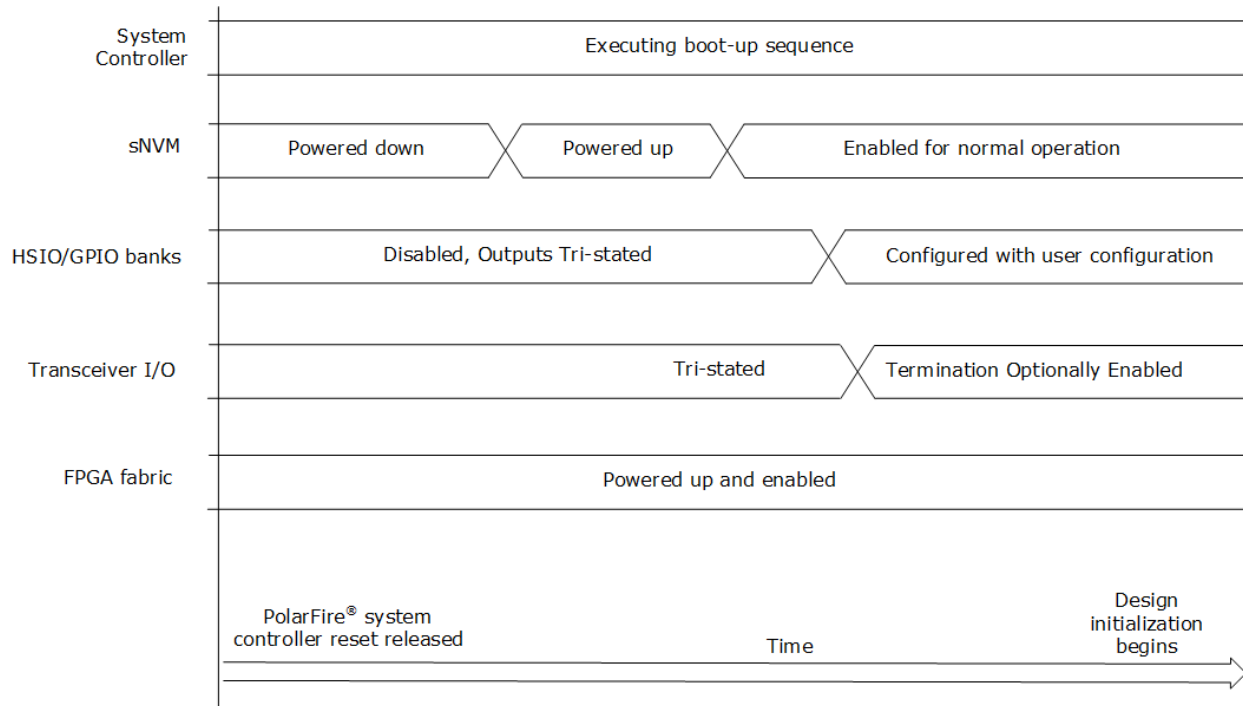 System
Controller
Executing boot-up sequence
sNVM
Powered down
Powered up
Enabled for normal operation
HSIO/GPIO banks
Disabled, Outputs Tri-stated
Configured with user configuration
Transceiver I/O
Tri-stated
Termination Optionally Enabled
FPGA fabric
Powered up and enabled
PolarFire® system
controller reset released
Time
Design
initialization
begins